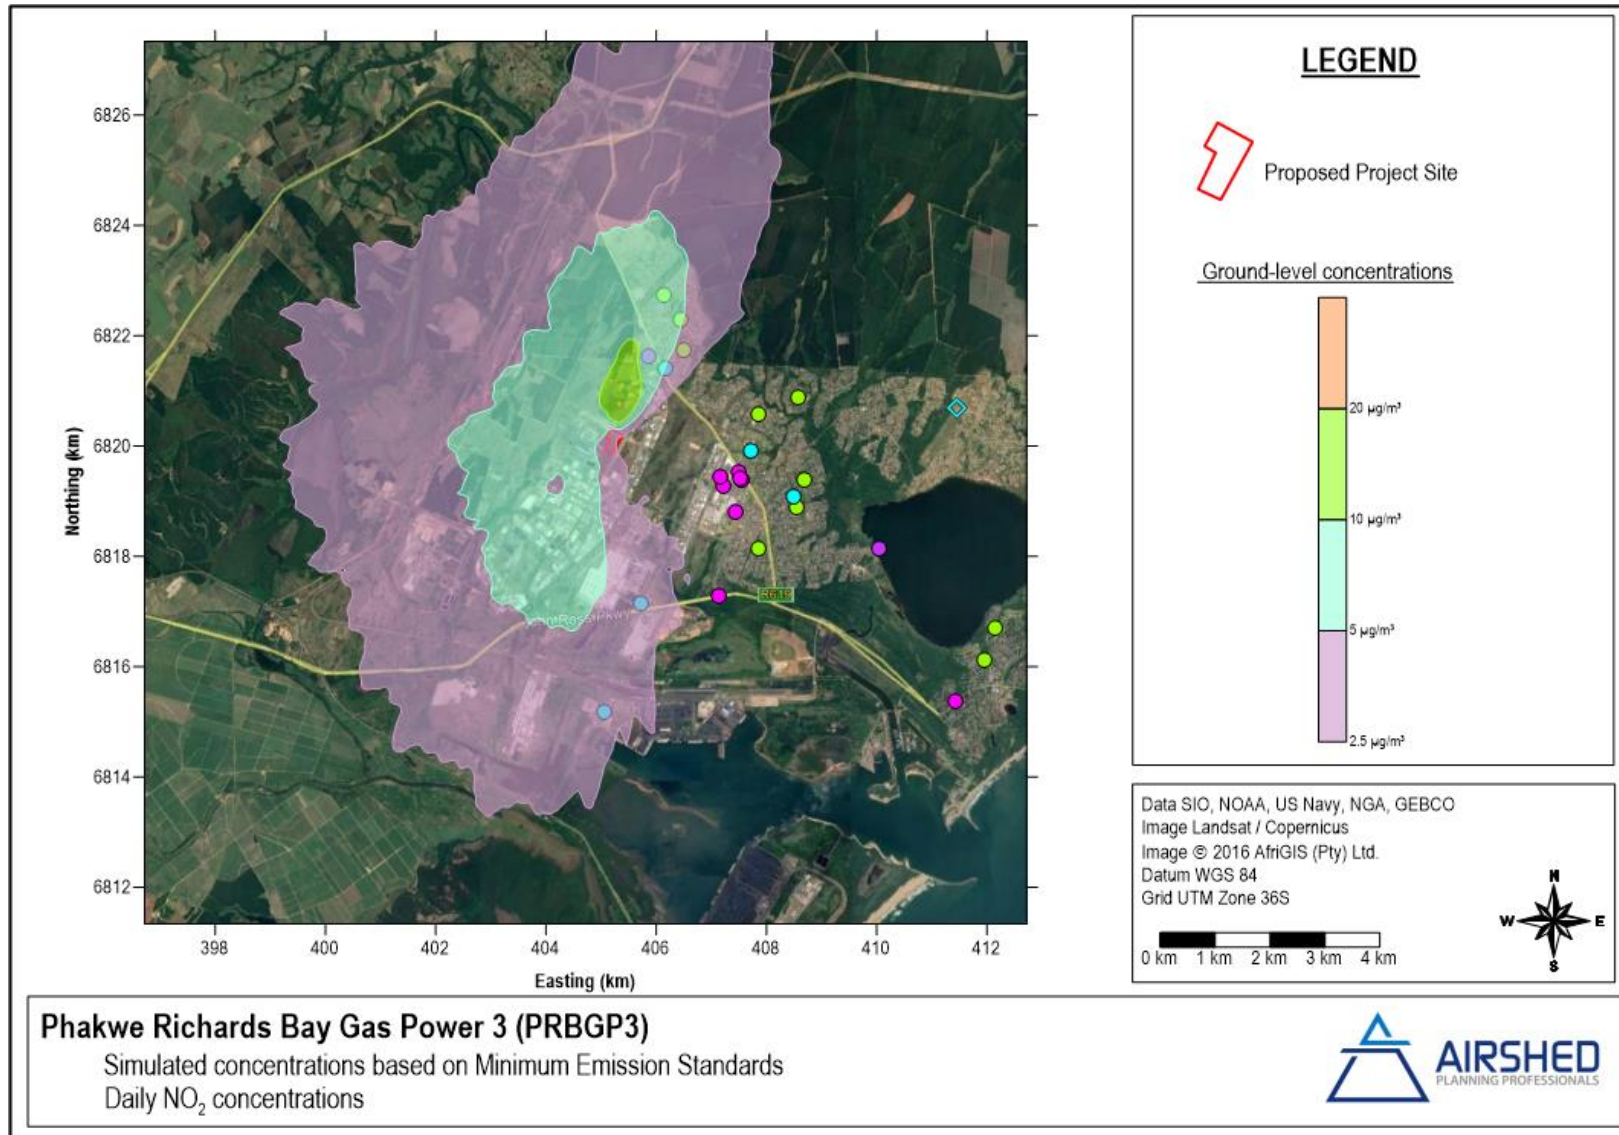 LEGEND
Proposed Project Site
Ground-level concentrations
20 µg/m³
10 µg/m³
5 µg/m³
2.5 µg/m³
6826
6824
6822
6820
6818
6816
6814
6812
Northing (km)
398
400
402
404
406
408
410
412
Easting (km)
R619
Data SIO, NOAA, US Navy, NGA, GEBCO
Image Landsat / Copernicus
Image © 2016 AfriGIS (Pty) Ltd.
Datum WGS 84
Grid UTM Zone 36S
0 km 1 km 2 km 3 km 4 km
N
W E
S
Phakwe Richards Bay Gas Power 3 (PRBGP3)
Simulated concentrations based on Minimum Emission Standards
Daily NO₂ concentrations
AIRSHED
PLANNING PROFESSIONALS